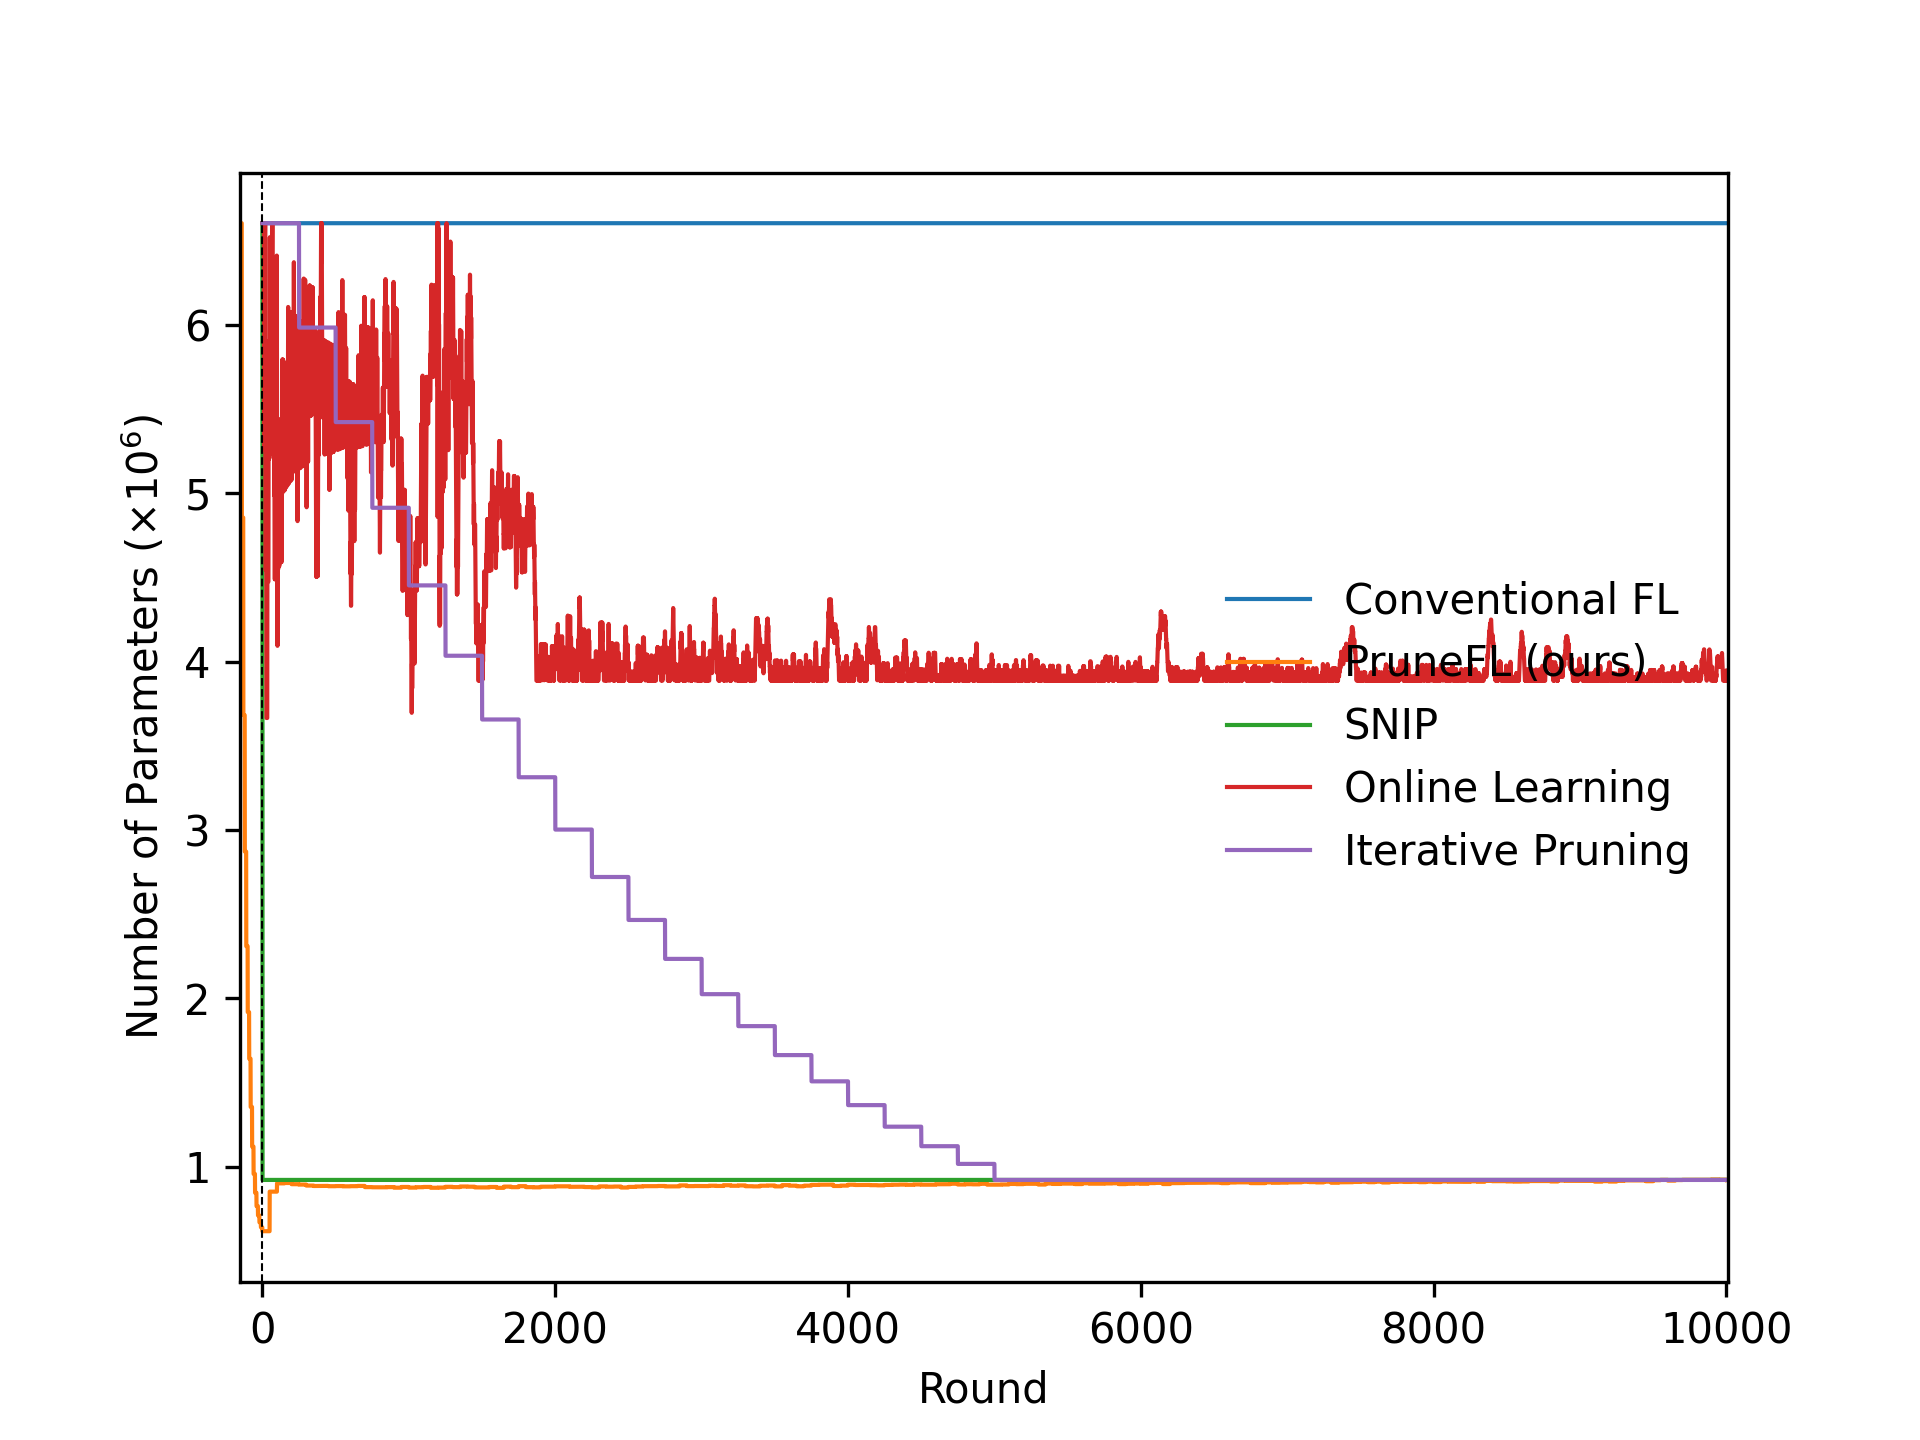 Number of Parameters (×10⁶)
6
5
4
3
2
1
Conventional FL
PruneFL (ours)
SNIP
Online Learning
Iterative Pruning
0 2000 4000 6000 8000 10000
Round